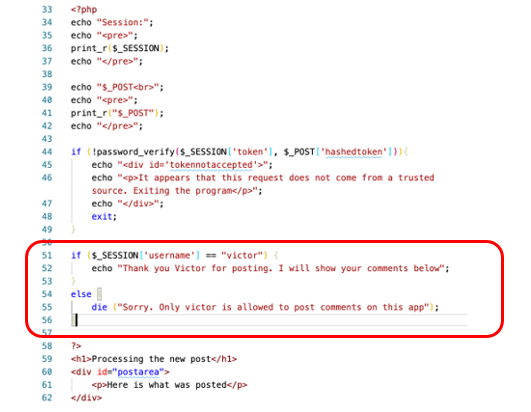 33 <?php
34 echo "Session:";
35 echo "<pre>";
36 print_r($_SESSION);
37 echo "</pre>";
38
39 echo "$_POST<br>";
40 echo "<pre>";
41 print_r("$_POST");
42 echo "</pre>";
43
44 if (!password_verify($_SESSION['token'], $_POST['hashedtoken'])){
45 echo "<div id='tokennotaccepted'>";
46 echo "<p>It appears that this request does not come from a trusted
source. Exiting the program</p>";
47 echo "</div>";
48 exit;
49 }
50
51 if ($_SESSION['username'] == "victor") {
52 echo "Thank you Victor for posting. I will show your comments below";
53 }
54 else {
55 die ("Sorry. Only victor is allowed to post comments on this app");
56 }
57
58 ?>
59 <h1>Processing the new post</h1>
60 <div id="postarea">
61 <p>Here is what was posted</p>
62 </div>